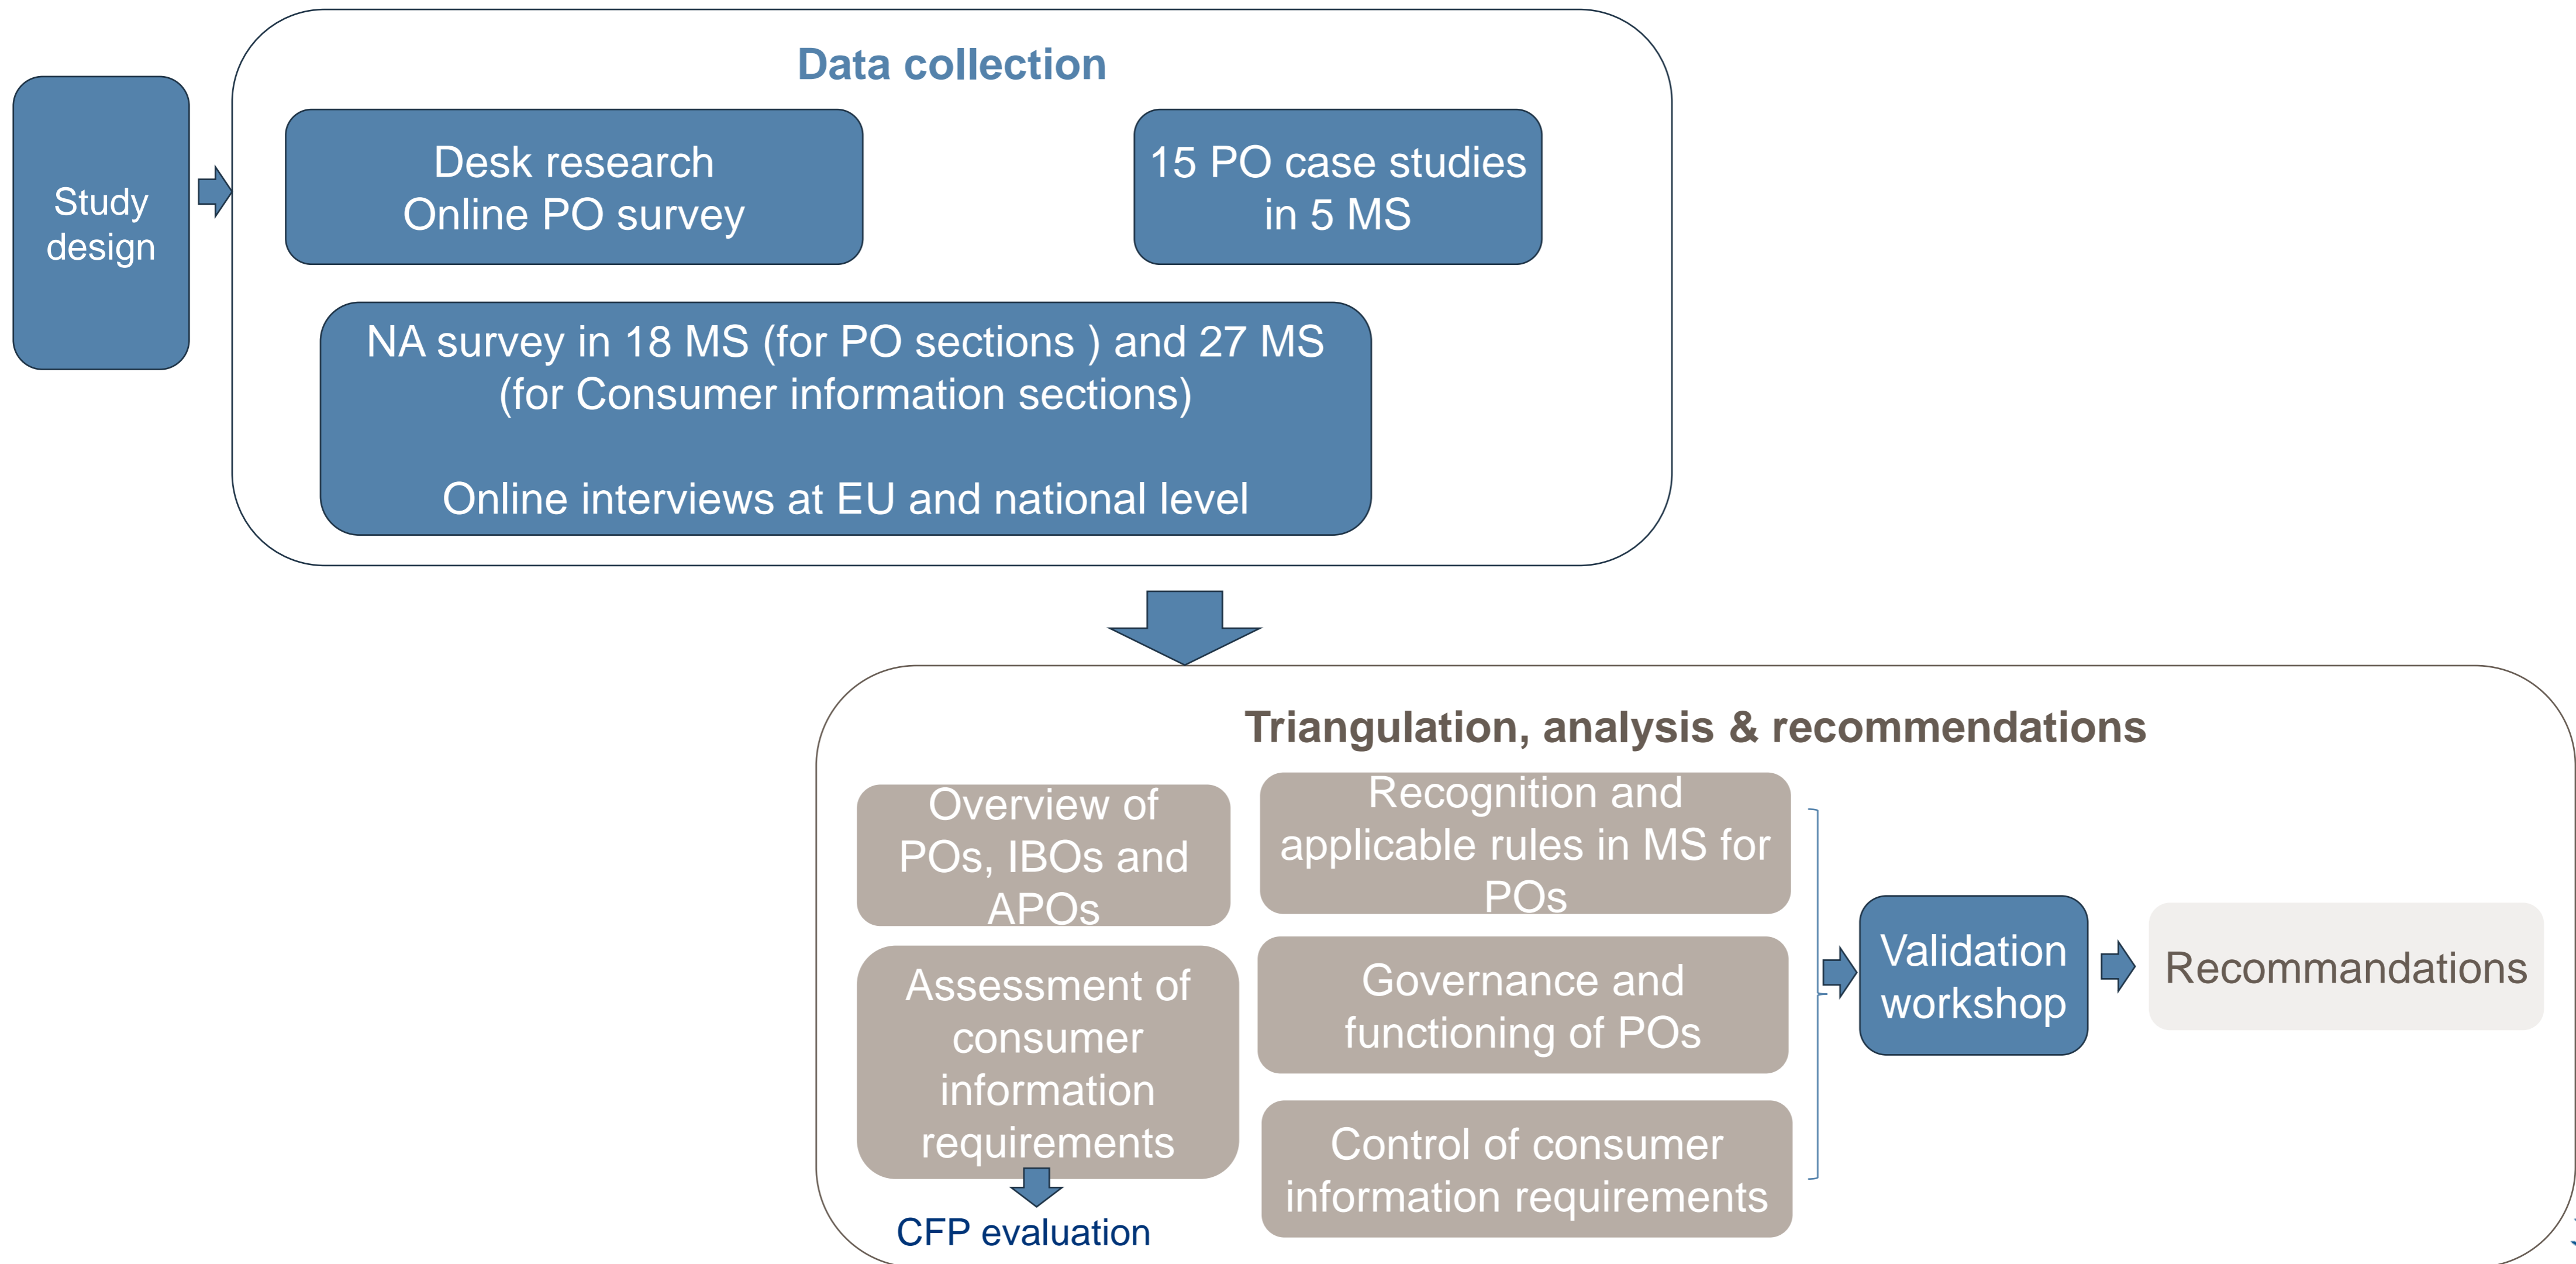 Data collection
Study
design
Desk research
Online PO survey
15 PO case studies
in 5 MS
NA survey in 18 MS (for PO sections ) and 27 MS
(for Consumer information sections)
Online interviews at EU and national level
Triangulation, analysis & recommendations
Overview of
POs, IBOs and
APOs
Assessment of
consumer
information
requirements
CFP evaluation
Recognition and
applicable rules in MS for
POs
Governance and
functioning of POs
Control of consumer
information requirements
Validation
workshop
Recommandations